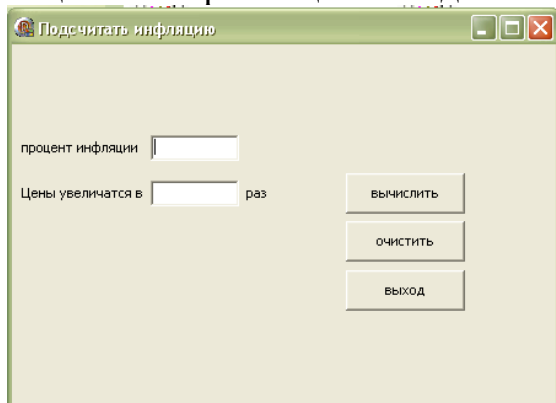 Подсчитать инфляцию
процент инфляции
Цены увеличатся в раз
вычислить
очистить
выход